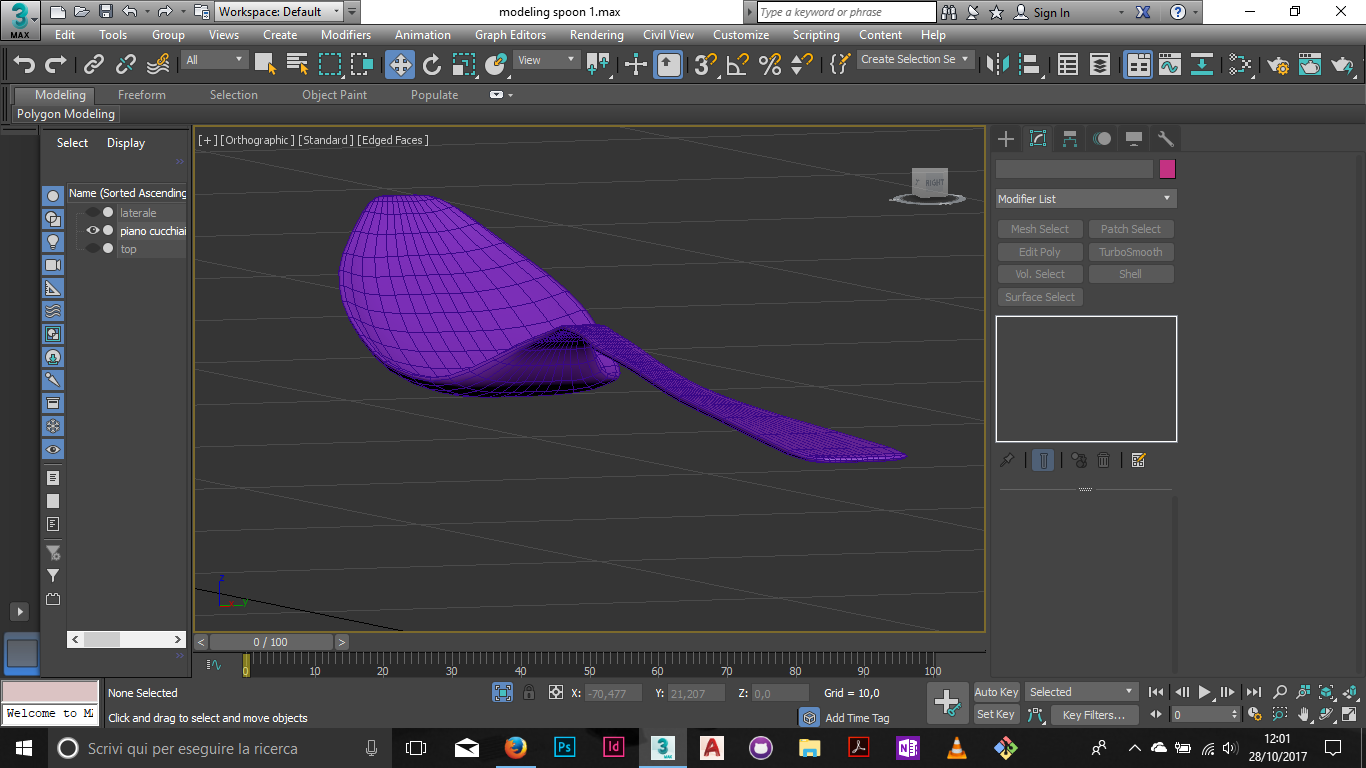 3
MAX
Workspace: Default
modeling spoon 1.max
Type a keyword or phrase
Sign In
Edit Tools Group Views Create Modifiers Animation Graph Editors Rendering Civil View Customize Scripting Content Help
All
View
3
Create Selection Se
Modeling Freeform Selection Object Paint Populate
Polygon Modeling
Select Display
Name (Sorted Ascending
laterale
piano cucchiai
top
[+] [Orthographic] [Standard] [Edged Faces]
RIGHT
z
y
Modifier List
Mesh Select Patch Select
Edit Poly TurboSmooth
Vol. Select Shell
Surface Select
< 0 / 100 >
0 10 20 30 40 50 60 70 80 90 100
None Selected
X: -70,477 Y: 21,207 Z: 0,0 Grid = 10,0
Auto Key Selected
Welcome to MA
Click and drag to select and move objects
Add Time Tag
Set Key Key Filters... 0
Scrivi qui per eseguire la ricerca
Ps Id 3 MAX A N
12:01
28/10/2017